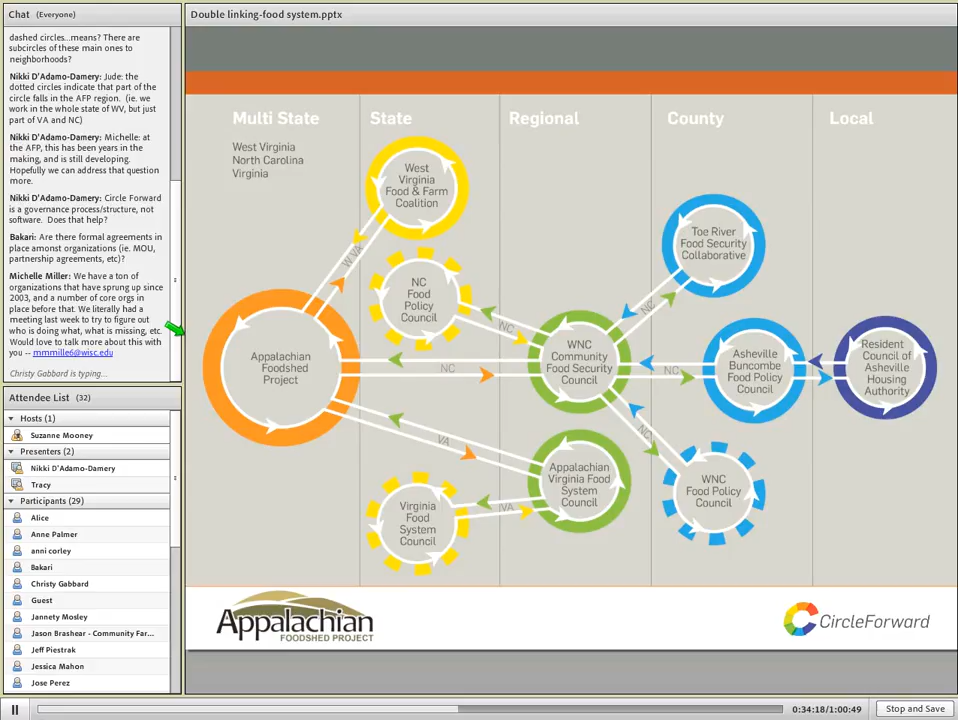 Chat (Everyone)
dashed circles...means? There are
subcircles of these main ones to
neighborhoods?
Nikki D'Adamo-Damery: Jude: the
dotted circles indicate that part of the
circle falls in the AFP region. (ie. we
work in the whole state of WV, but just
part of VA and NC)
Nikki D'Adamo-Damery: Michelle: at
the AFP, this has been years in the
making, and is still developing.
Hopefully we can address that question
more.
Nikki D'Adamo-Damery: Circle Forward
is a governance process/structure, not
software. Does that help?
Bakari: Are there formal agreements in
place amonst organizations (ie. MOU,
partnership agreements, etc)?
Michelle Miller: We have a ton of
organizations that have sprung up since
2003, and a number of core orgs in
place before that. We literally had a
meeting last week to try to figure out
who is doing what, what is missing, etc.
Would love to talk more about this with
you -- mmmille6@wisc.edu
Christy Gabbard is typing...
Attendee List (32)
Hosts (1)
Suzanne Mooney
Presenters (2)
Nikki D'Adamo-Damery
Tracy
Participants (29)
Alice
Anne Palmer
anni corley
Bakari
Christy Gabbard
Guest
Jannety Mosley
Jason Brashear - Community Far...
Jeff Piestrak
Jessica Mahon
Jose Perez
Double linking-food system.pptx
Multi State
State
Regional
County
Local
West Virginia
North Carolina
Virginia
West
Virginia
Food & Farm
Coalition
W VA
NC
Food
Policy
Council
NC
Appalachian
Foodshed
Project
NC
VA
WNC
Community
Food Security
Council
NC
Toe River
Food Security
Collaborative
NC
Asheville
Buncombe
Food Policy
Council
Resident
Council of
Asheville
Housing
Authority
NC
WNC
Food Policy
Council
Appalachian
Virginia Food
System
Council
VA
Virginia
Food
System
Council
Appalachian
FOODSHED PROJECT
CircleForward
0:34:18/1:00:49
Stop and Save